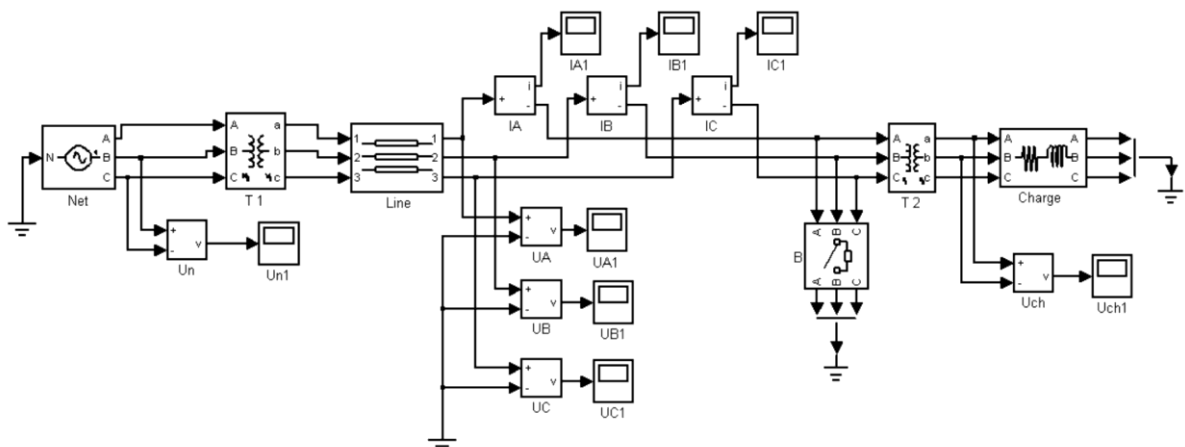 IA1
IB1
IC1
i
+
-
IA
i
+
-
IB
i
+
-
IC
N
A
B
C
Net
A
B
C
a
b
c
T 1
1
2
3
1
2
3
Line
A
B
C
a
b
c
T 2
A
B
C
A
B
C
Charge
+
-
v
Un
Un1
+
-
v
UA
UA1
+
-
v
UB
UB1
+
-
v
UC
UC1
B
A
B
C
A
B
C
+
-
v
Uch
Uch1